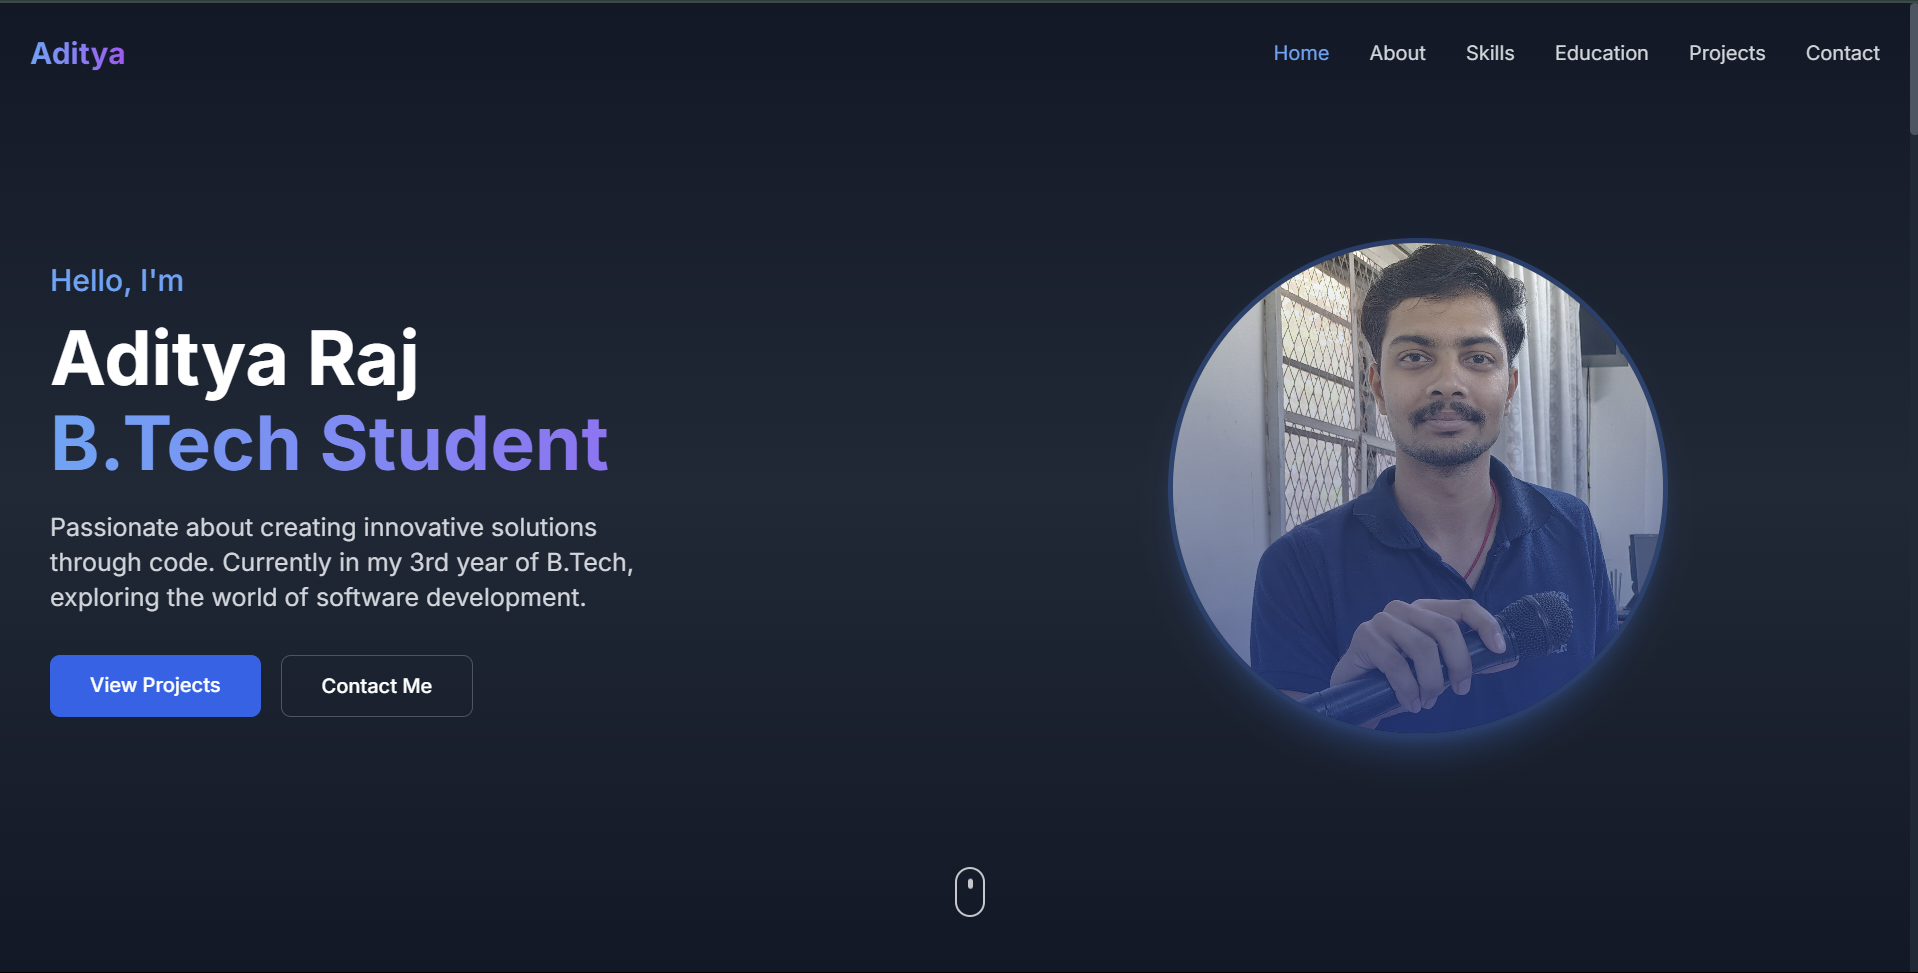 Aditya
Home About Skills Education Projects Contact
Hello, I'm
Aditya Raj
B.Tech Student
Passionate about creating innovative solutions
through code. Currently in my 3rd year of B.Tech,
exploring the world of software development.
View Projects
Contact Me